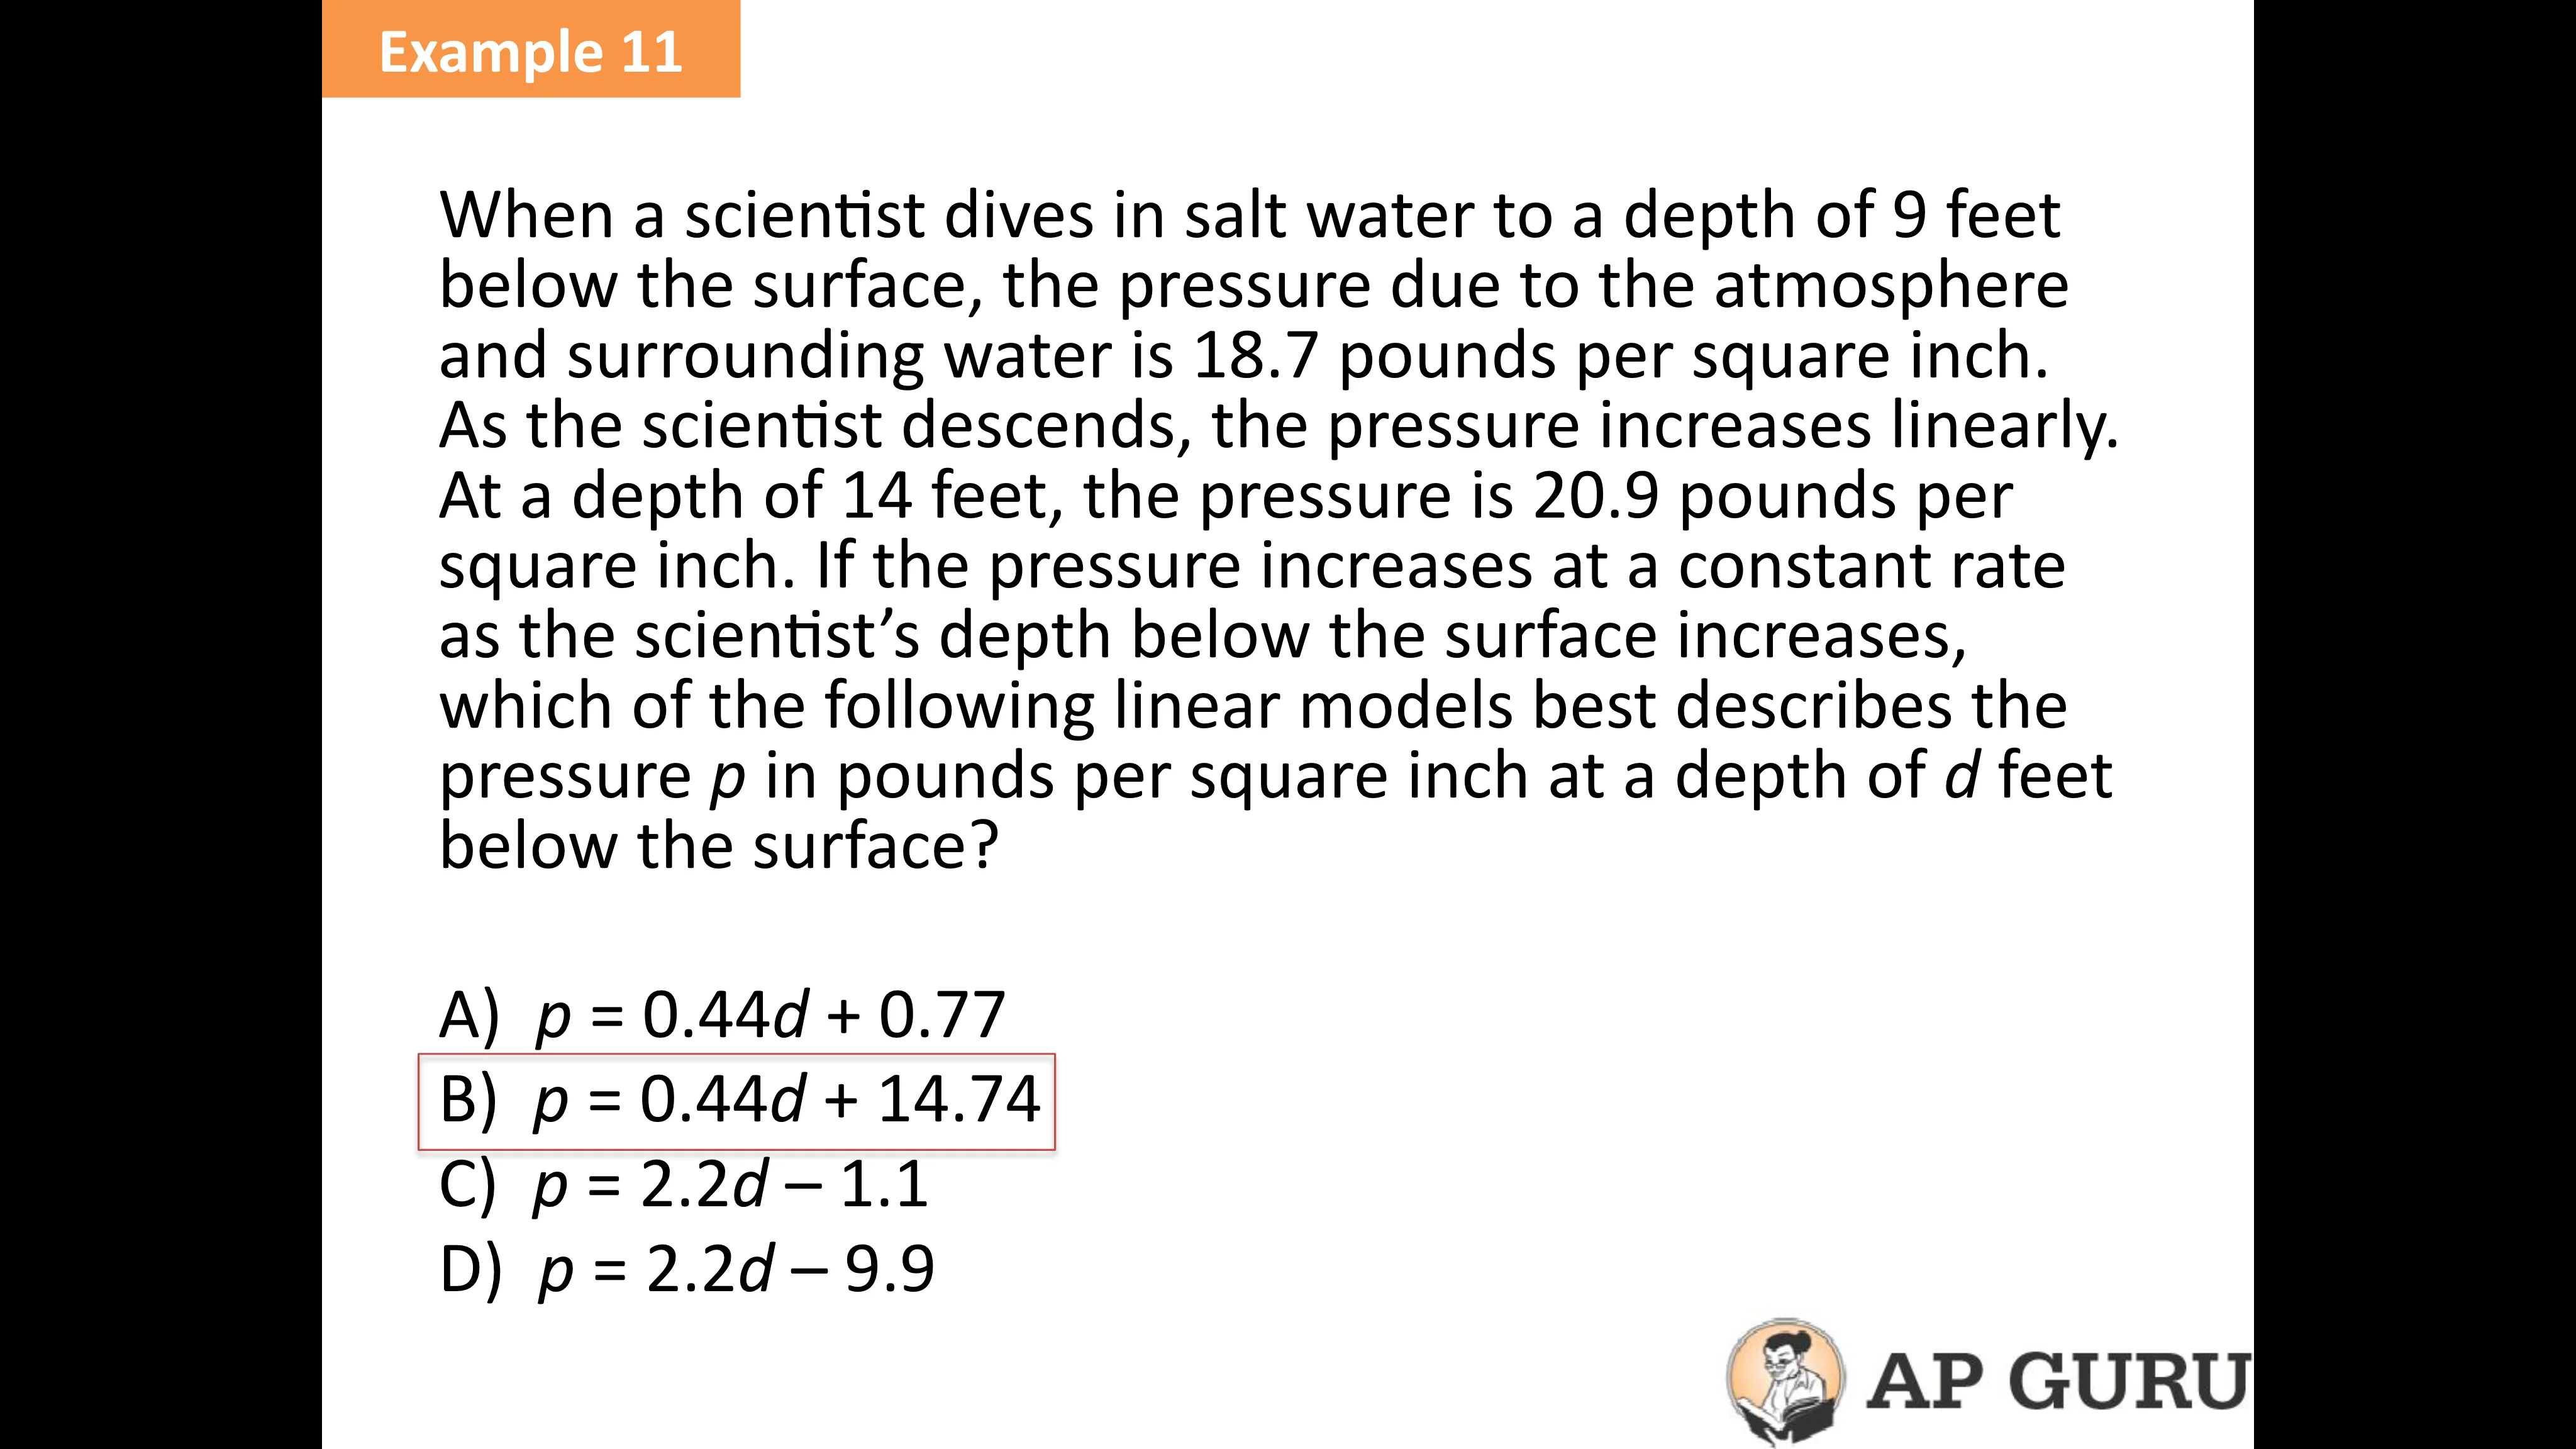 Example 11
When a scientist dives in salt water to a depth of 9 feet
below the surface, the pressure due to the atmosphere
and surrounding water is 18.7 pounds per square inch.
As the scientist descends, the pressure increases linearly.
At a depth of 14 feet, the pressure is 20.9 pounds per
square inch. If the pressure increases at a constant rate
as the scientist’s depth below the surface increases,
which of the following linear models best describes the
pressure p in pounds per square inch at a depth of d feet
below the surface?
A) p = 0.44d + 0.77
B) p = 0.44d + 14.74
C) p = 2.2d – 1.1
D) p = 2.2d – 9.9
AP GURU